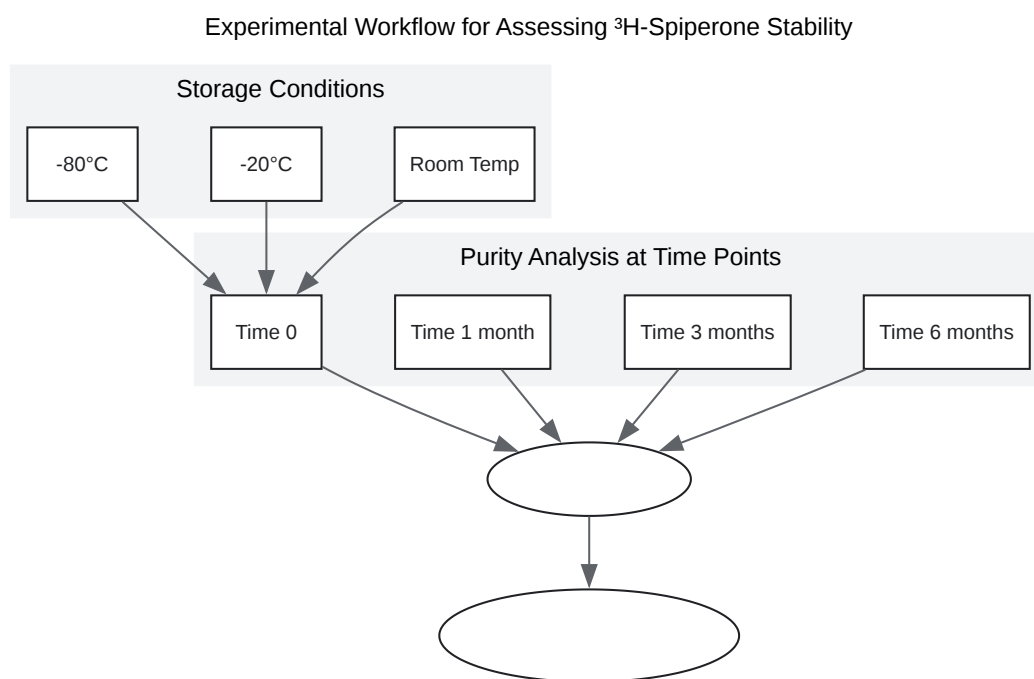 Experimental Workflow for Assessing ³H-Spiperone Stability
Storage Conditions
-80°C
-20°C
Room Temp
Purity Analysis at Time Points
Time 0
Time 1 month
Time 3 months
Time 6 months